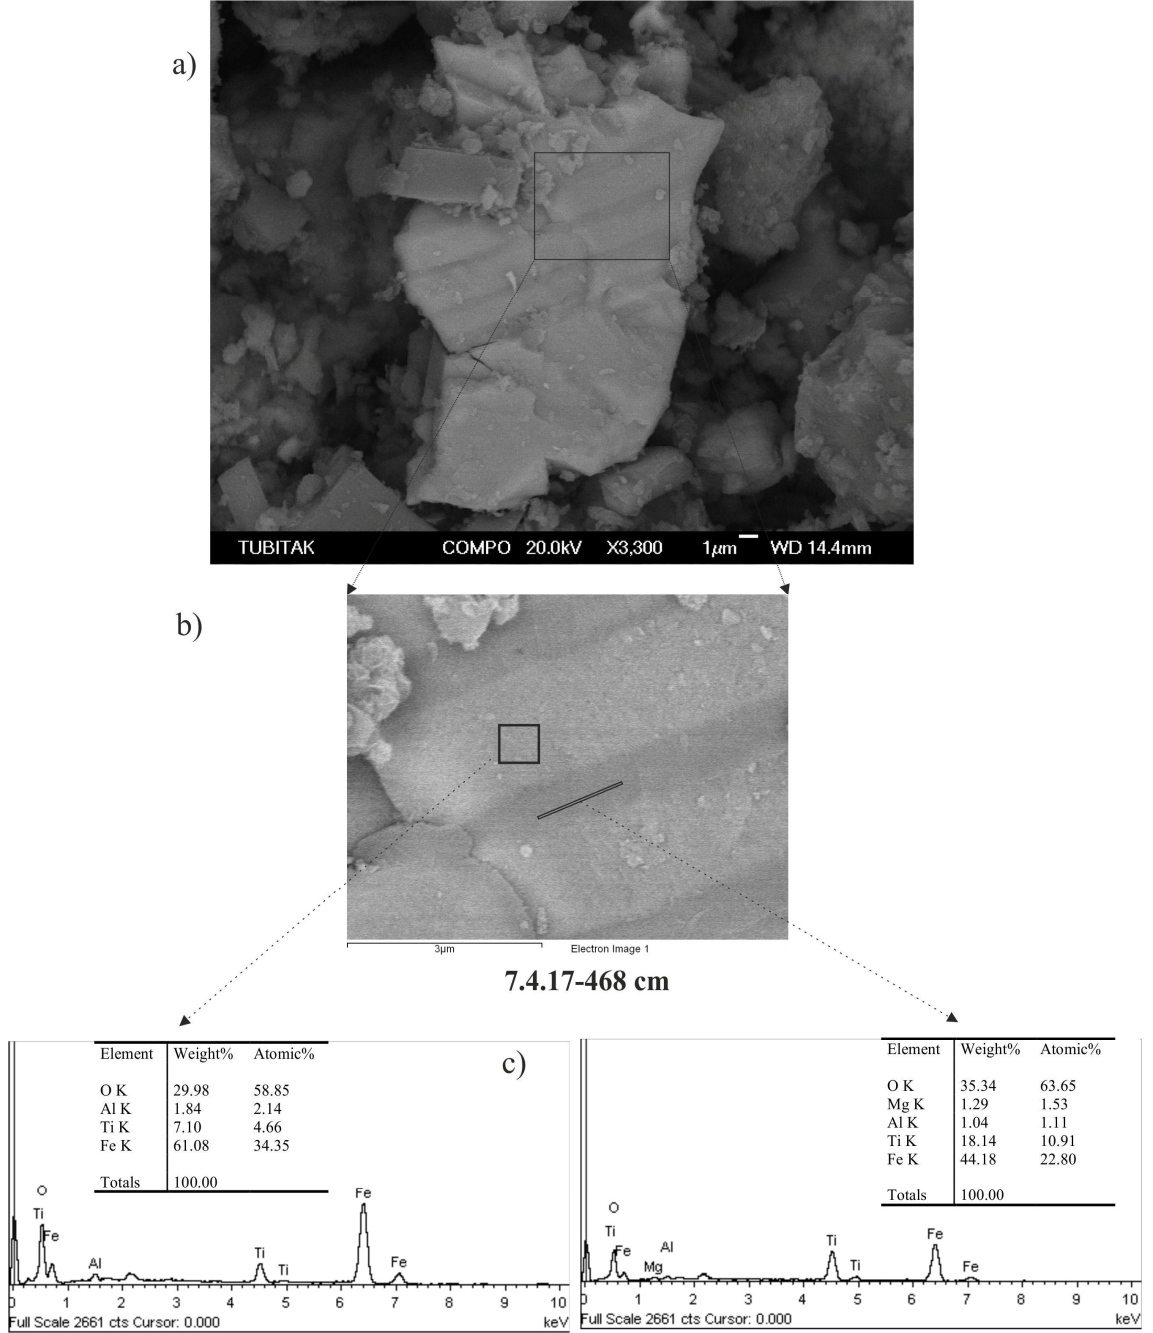 a)
TUBITAK COMPO 20.0kV X3,300 1µm WD 14.4mm
b)
3µm Electron Image 1
7.4.17-468 cm
c)
Element Weight% Atomic%
O K 29.98 58.85
Al K 1.84 2.14
Ti K 7.10 4.66
Fe K 61.08 34.35
Totals 100.00
O
Ti
Fe
Al
Ti
Ti
Fe
Fe
0 1 2 3 4 5 6 7 8 9 10
Full Scale 2661 cts Cursor: 0.000 keV
Element Weight% Atomic%
O K 35.34 63.65
Mg K 1.29 1.53
Al K 1.04 1.11
Ti K 18.14 10.91
Fe K 44.18 22.80
Totals 100.00
O
Ti
Fe
Mg
Al
Ti
Ti
Fe
Fe
0 1 2 3 4 5 6 7 8 9 10
Full Scale 2661 cts Cursor: 0.000 keV